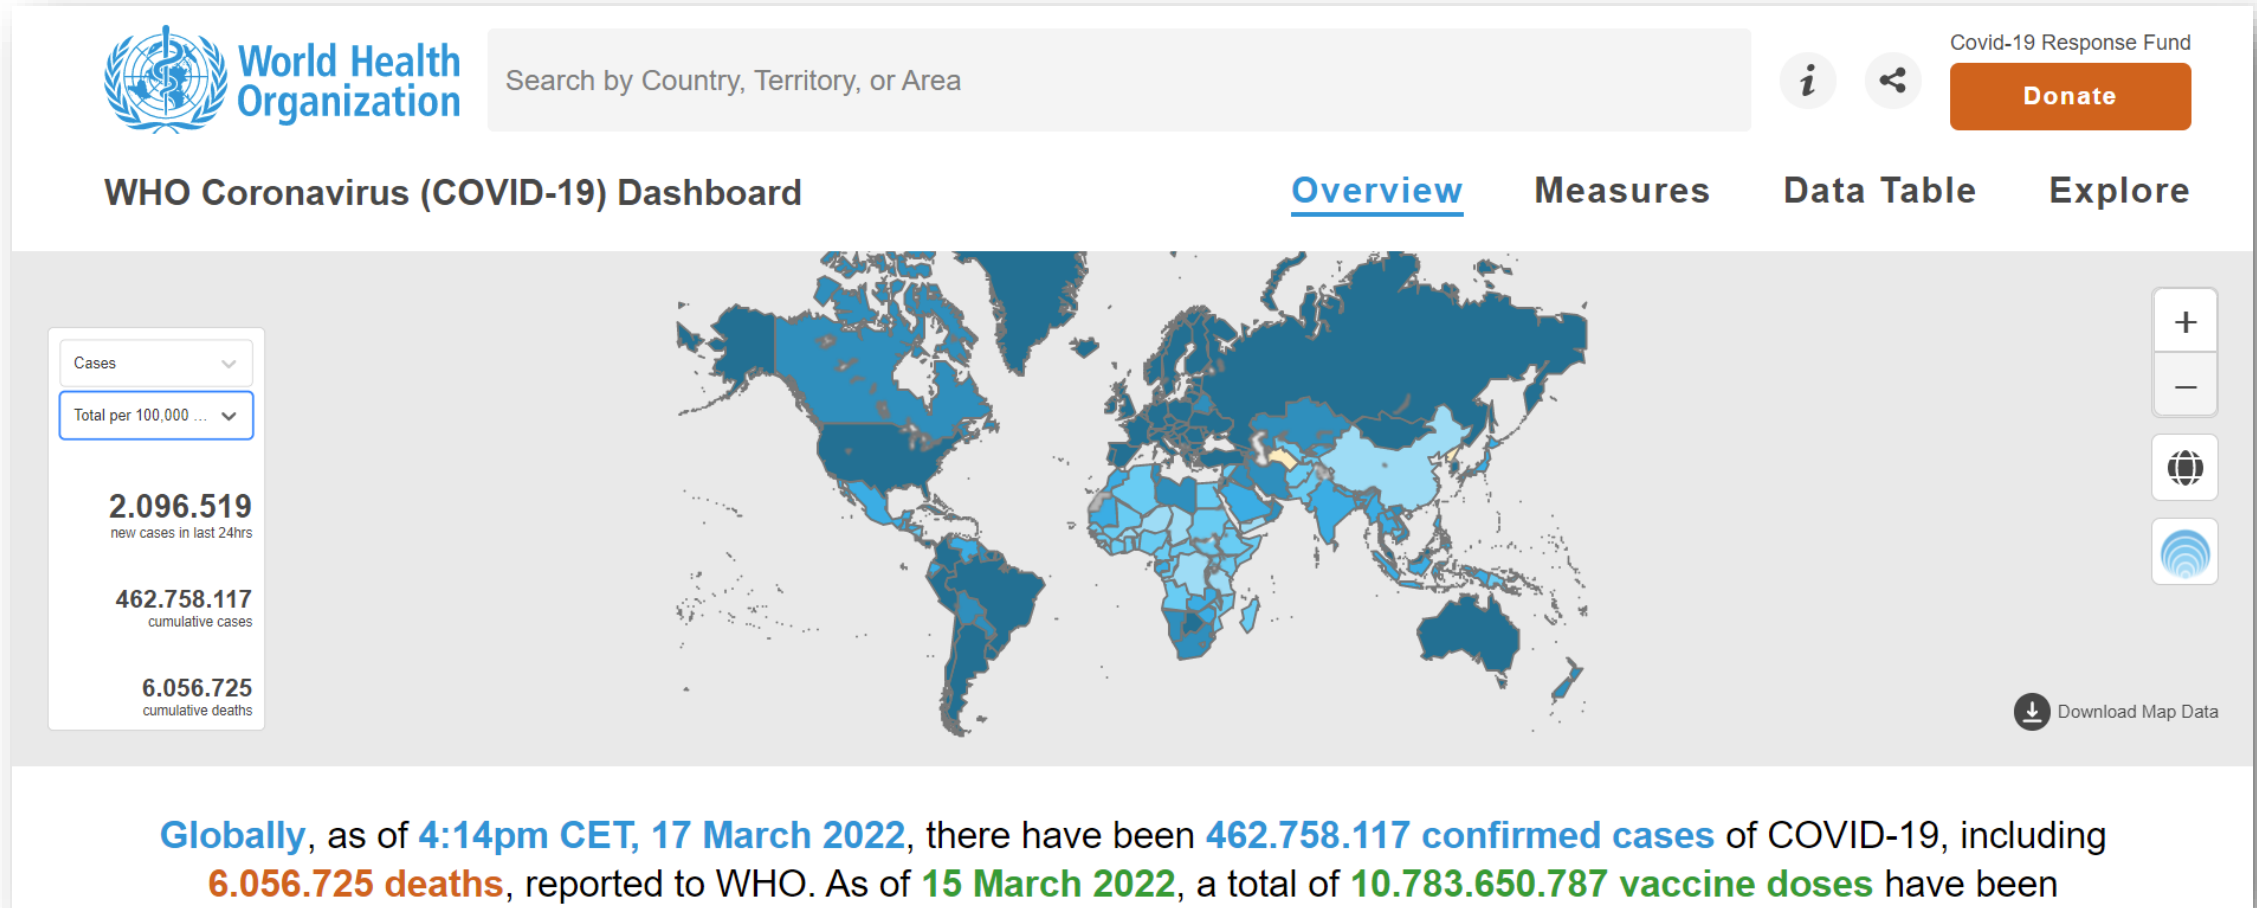 World Health
Organization
Search by Country, Territory, or Area
i
Covid-19 Response Fund
Donate
WHO Coronavirus (COVID-19) Dashboard
Overview
Measures
Data Table
Explore
Cases
Total per 100,000 ...
2.096.519
new cases in last 24hrs
462.758.117
cumulative cases
6.056.725
cumulative deaths
+
−
Download Map Data
Globally, as of 4:14pm CET, 17 March 2022, there have been 462.758.117 confirmed cases of COVID-19, including
6.056.725 deaths, reported to WHO. As of 15 March 2022, a total of 10.783.650.787 vaccine doses have been